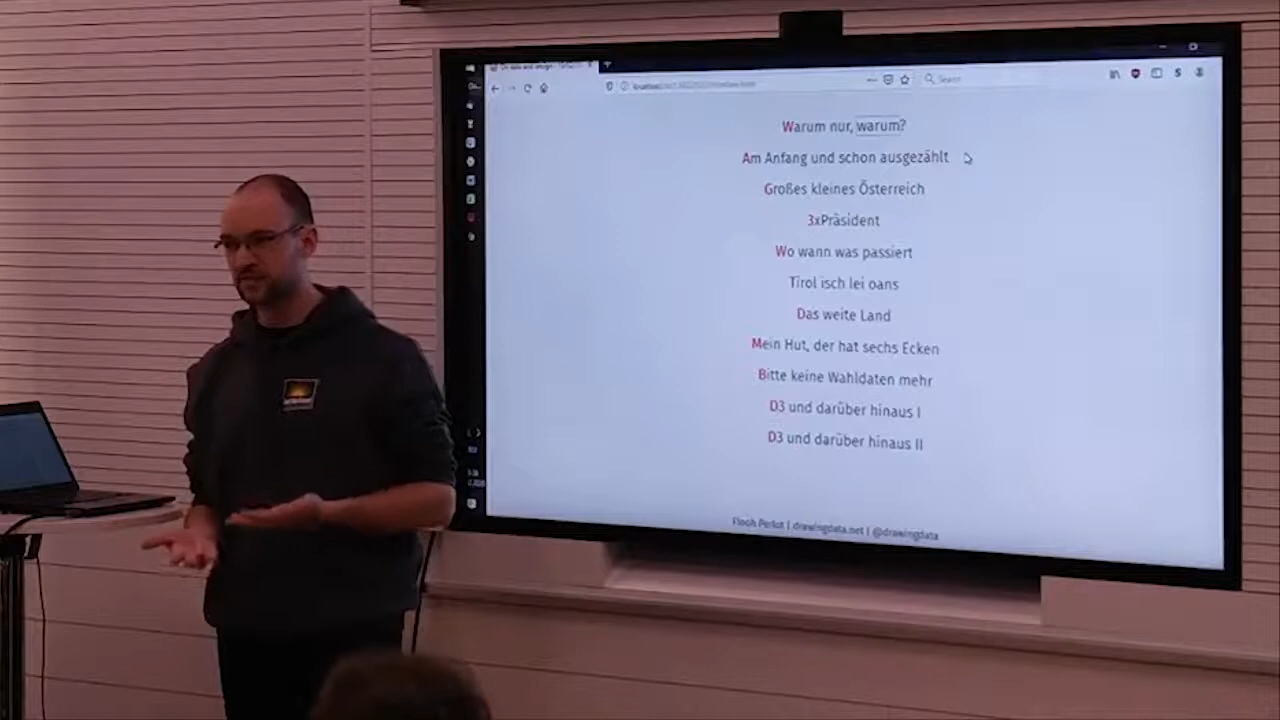 Search
Warum nur, warum?
Am Anfang und schon ausgezählt
Großes kleines Österreich
3xPräsident
Wo wann was passiert
Tirol isch lei oans
Das weite Land
Mein Hut, der hat sechs Ecken
Bitte keine Wahldaten mehr
D3 und darüber hinaus I
D3 und darüber hinaus II
Flooh Perlot | drawingdata.net | @drawingdata